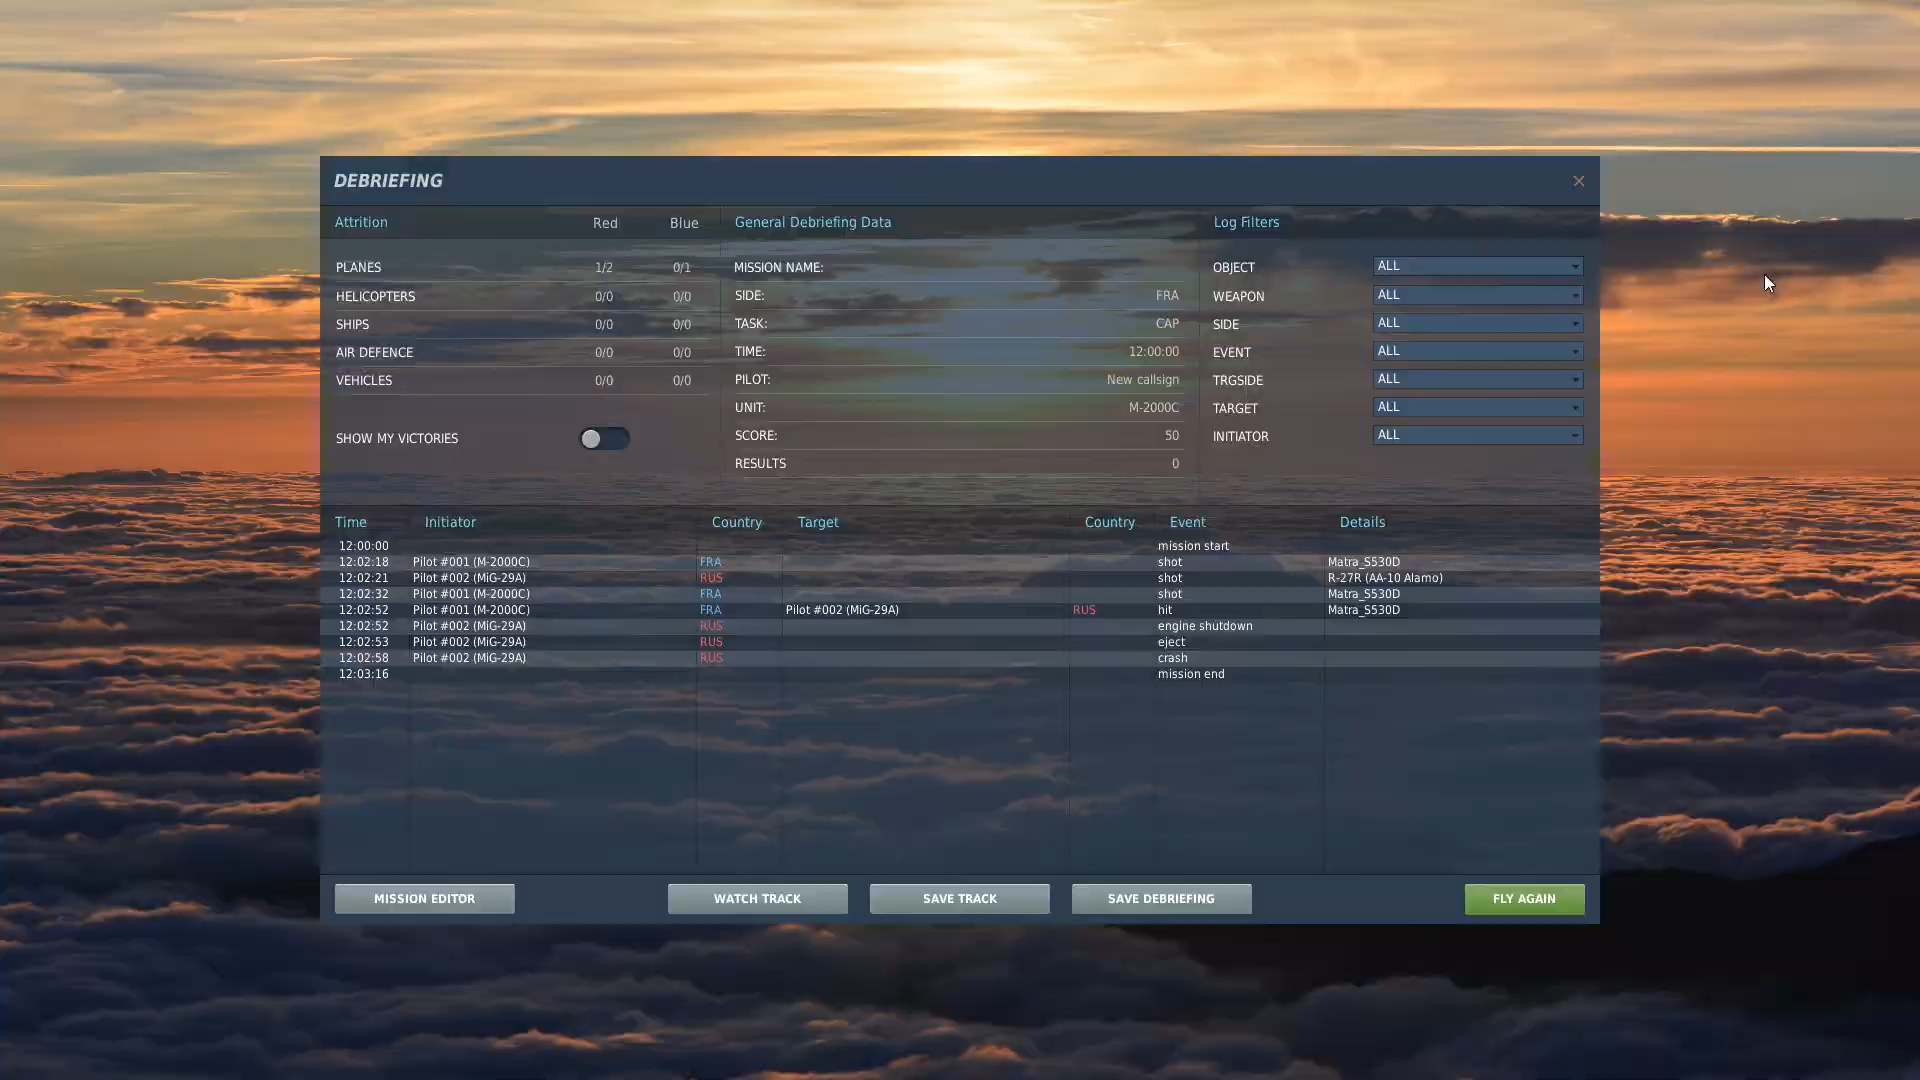 DEBRIEFING
Attrition Red Blue
PLANES 1/2 0/1
HELICOPTERS 0/0 0/0
SHIPS 0/0 0/0
AIR DEFENCE 0/0 0/0
VEHICLES 0/0 0/0
SHOW MY VICTORIES
General Debriefing Data
MISSION NAME:
SIDE: FRA
TASK: CAP
TIME: 12:00:00
PILOT: New callsign
UNIT: M-2000C
SCORE: 50
RESULTS 0
Log Filters
OBJECT ALL
WEAPON ALL
SIDE ALL
EVENT ALL
TRGSIDE ALL
TARGET ALL
INITIATOR ALL
Time Initiator Country Target Country Event Details
12:00:00 mission start
12:02:18 Pilot #001 (M-2000C) FRA shot Matra_S530D
12:02:21 Pilot #002 (MiG-29A) RUS shot R-27R (AA-10 Alamo)
12:02:32 Pilot #001 (M-2000C) FRA shot Matra_S530D
12:02:52 Pilot #001 (M-2000C) FRA Pilot #002 (MiG-29A) RUS hit Matra_S530D
12:02:52 Pilot #002 (MiG-29A) RUS engine shutdown
12:02:53 Pilot #002 (MiG-29A) RUS eject
12:02:58 Pilot #002 (MiG-29A) RUS crash
12:03:16 mission end
MISSION EDITOR WATCH TRACK SAVE TRACK SAVE DEBRIEFING FLY AGAIN